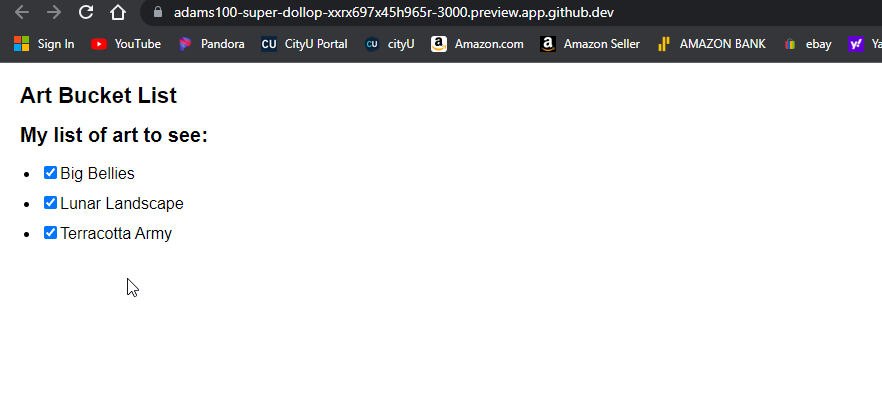 adams100-super-dollop-xxrx697x45h965r-3000.preview.app.github.dev
Sign In YouTube Pandora CU CityU Portal CU cityU a Amazon.com a Amazon Seller AMAZON BANK ebay y! Ya
Art Bucket List
My list of art to see:
Big Bellies
Lunar Landscape
Terracotta Army